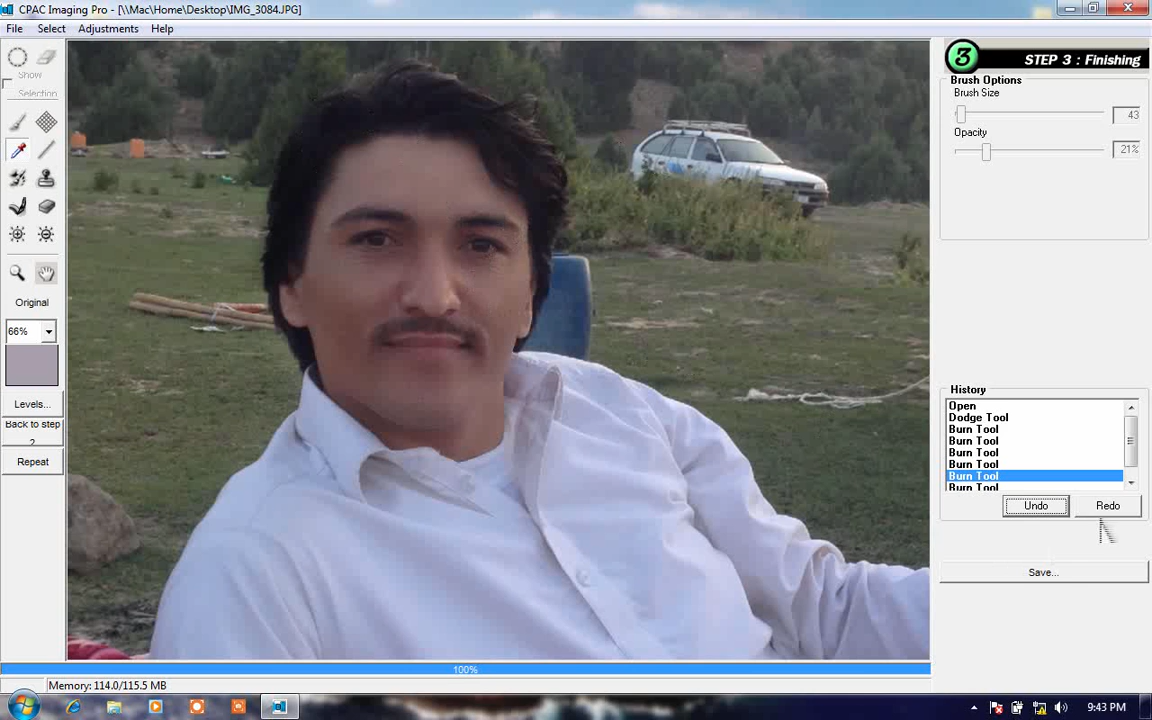 CPAC Imaging Pro - [\\Mac\Home\Desktop\IMG_3084.JPG]
File Select Adjustments Help
Show
Selection
Original
66%
Levels...
Back to step
2
Repeat
3 STEP 3 : Finishing
Brush Options
Brush Size
43
Opacity
21%
History
Open
Dodge Tool
Burn Tool
Burn Tool
Burn Tool
Burn Tool
Burn Tool
Burn Tool
Undo Redo
Save...
100%
Memory: 114.0/115.5 MB
9:43 PM